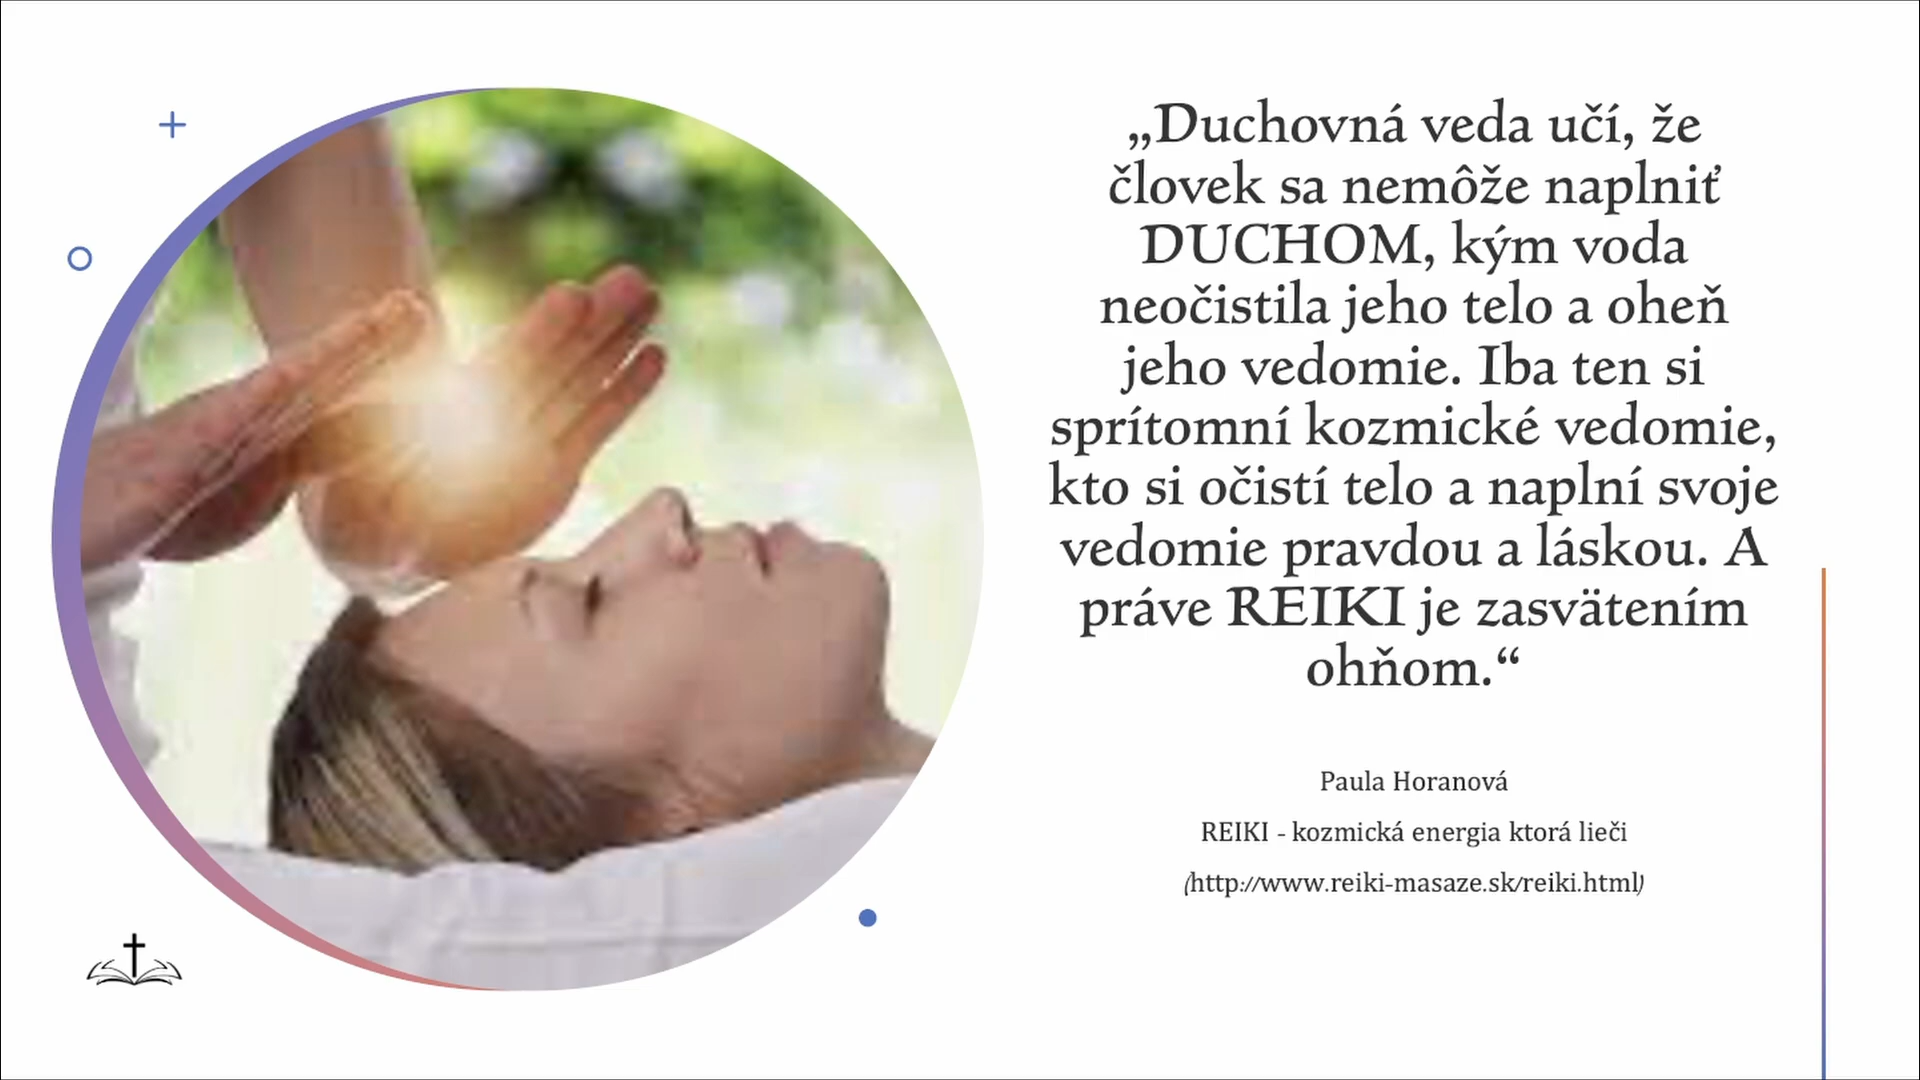 „Duchovná veda učí, že
človek sa nemôže naplniť
DUCHOM, kým voda
neočistila jeho telo a oheň
jeho vedomie. Iba ten si
sprítomní kozmické vedomie,
kto si očistí telo a naplní svoje
vedomie pravdou a láskou. A
práve REIKI je zasvätením
ohňom.“
Paula Horanová
REIKI - kozmická energia ktorá lieči
(http://www.reiki-masaze.sk/reiki.html)